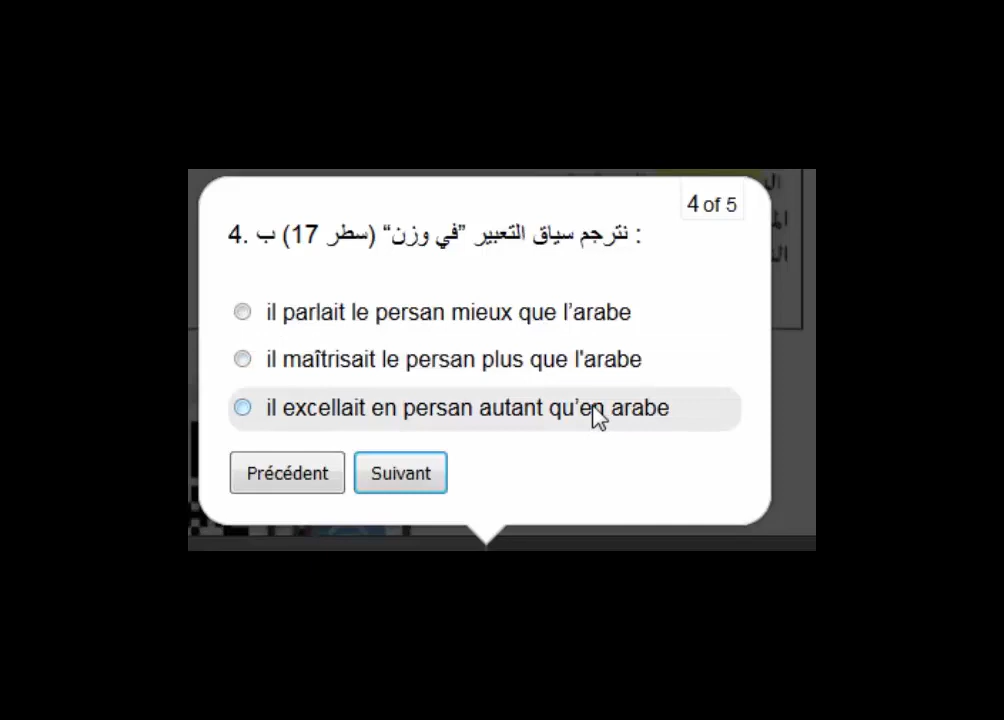 4 of 5
4. نترجم سياق التعبير "في وزن" (سطر 17) ب :
il parlait le persan mieux que l'arabe
il maîtrisait le persan plus que l'arabe
il excellait en persan autant qu'en arabe
Précédent
Suivant